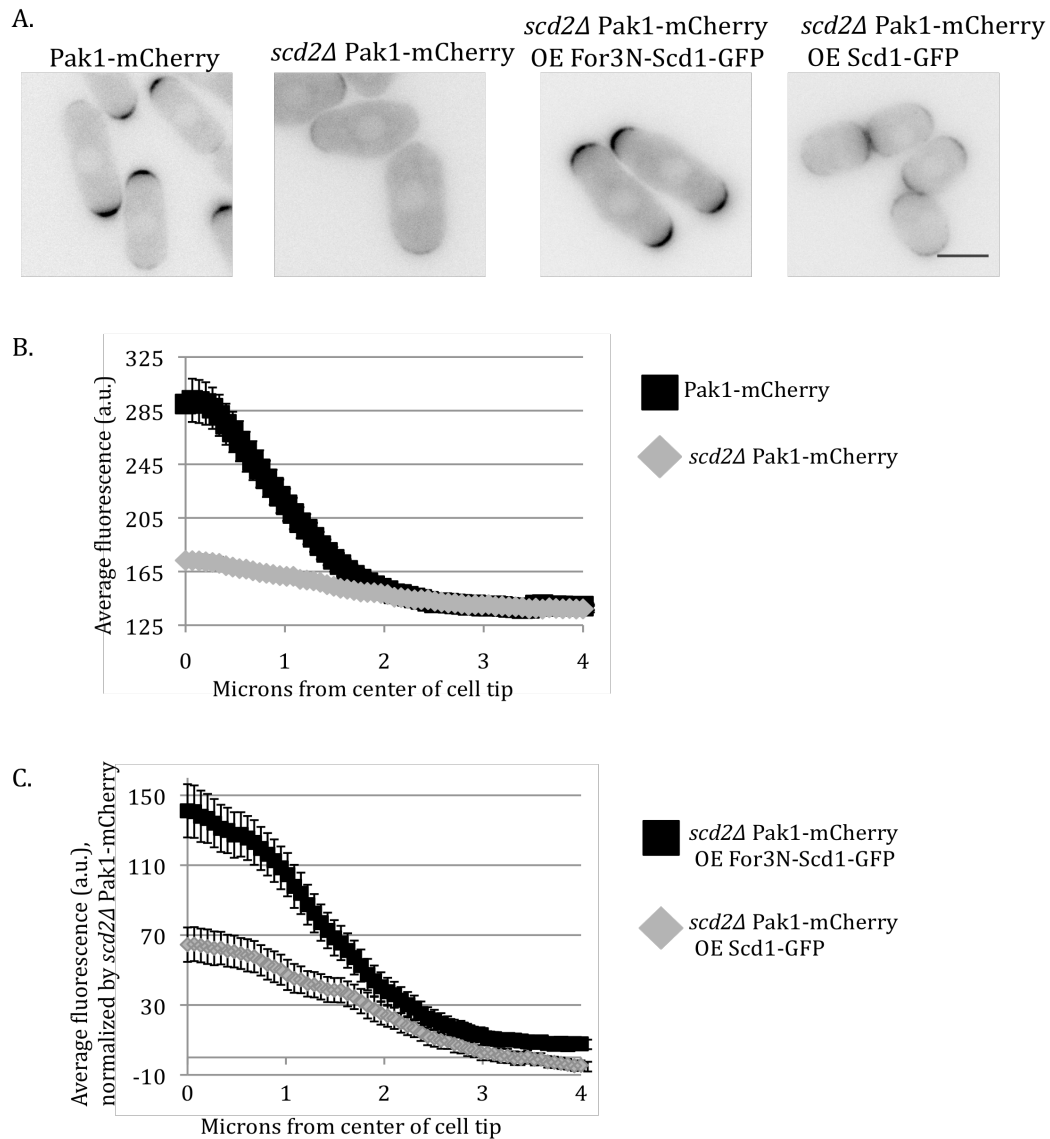 A.
Pak1-mCherry
scd2Δ Pak1-mCherry
scd2Δ Pak1-mCherry
OE For3N-Scd1-GFP
scd2Δ Pak1-mCherry
OE Scd1-GFP
B.
Average fluorescence (a.u.)
325
285
245
205
165
125
0 1 2 3 4
Microns from center of cell tip
Pak1-mCherry
scd2Δ Pak1-mCherry
C.
Average fluorescence (a.u.),
normalized by scd2Δ Pak1-mCherry
150
110
70
30
-10
0 1 2 3 4
Microns from center of cell tip
scd2Δ Pak1-mCherry
OE For3N-Scd1-GFP
scd2Δ Pak1-mCherry
OE Scd1-GFP